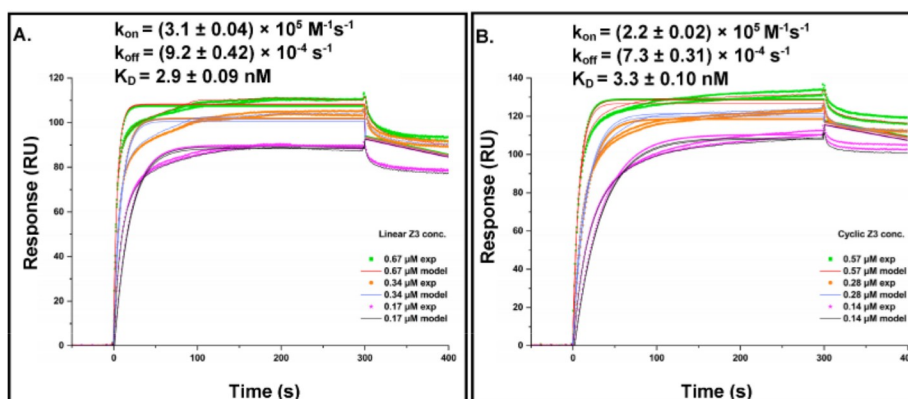 A.
kon = (3.1 ± 0.04) × 10⁵ M⁻¹s⁻¹
koff = (9.2 ± 0.42) × 10⁻⁴ s⁻¹
KD = 2.9 ± 0.09 nM
120
100
80
60
40
20
0
Response (RU)
Linear Z3 conc.
0.67 µM exp
0.67 µM model
0.34 µM exp
0.34 µM model
0.17 µM exp
0.17 µM model
0 100 200 300 400
Time (s)
B.
kon = (2.2 ± 0.02) × 10⁵ M⁻¹s⁻¹
koff = (7.3 ± 0.31) × 10⁻⁴ s⁻¹
KD = 3.3 ± 0.10 nM
140
120
100
80
60
40
20
0
Response (RU)
Cyclic Z3 conc.
0.57 µM exp
0.57 µM model
0.28 µM exp
0.28 µM model
0.14 µM exp
0.14 µM model
0 100 200 300 400
Time (s)